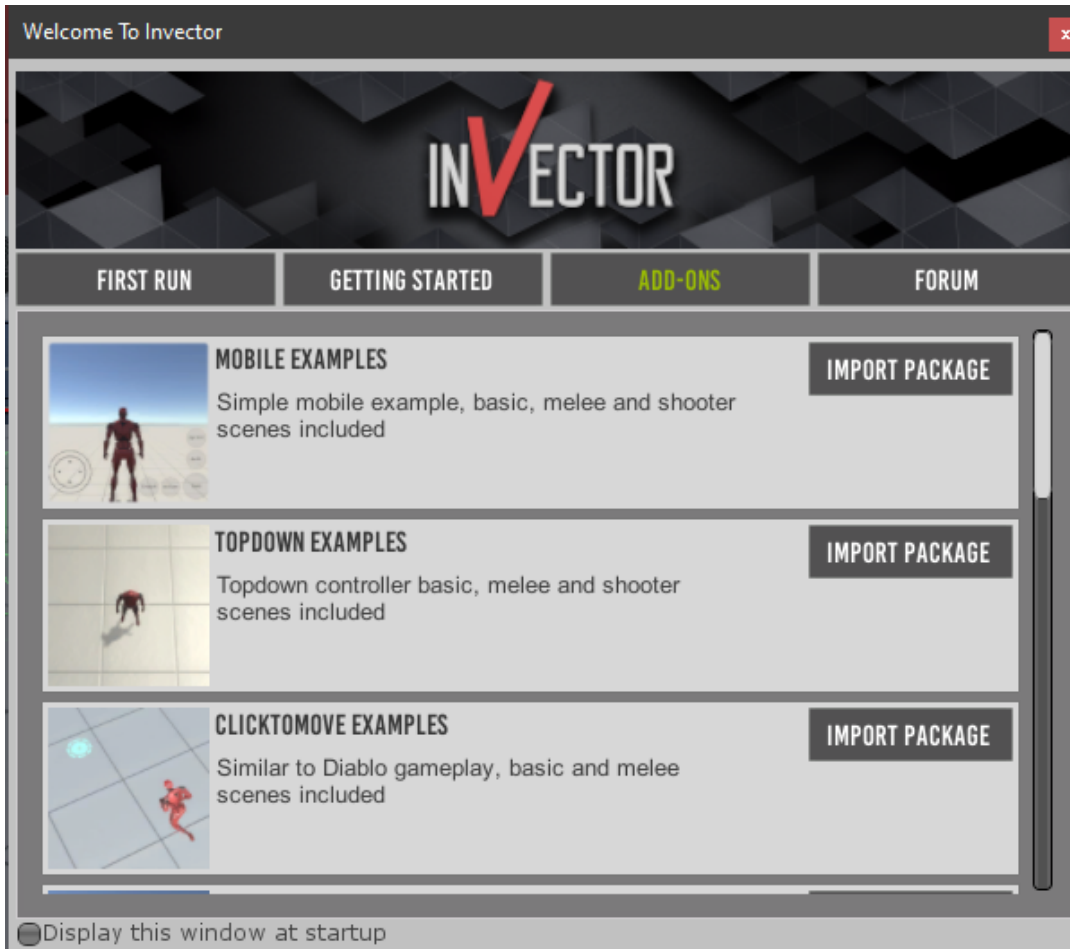 Welcome To Invector
x
INVECTOR
FIRST RUN
GETTING STARTED
ADD-ONS
FORUM
MOBILE EXAMPLES
IMPORT PACKAGE
Simple mobile example, basic, melee and shooter
scenes included
TOPDOWN EXAMPLES
IMPORT PACKAGE
Topdown controller basic, melee and shooter
scenes included
CLICKTOMOVE EXAMPLES
IMPORT PACKAGE
Similar to Diablo gameplay, basic and melee
scenes included
Display this window at startup